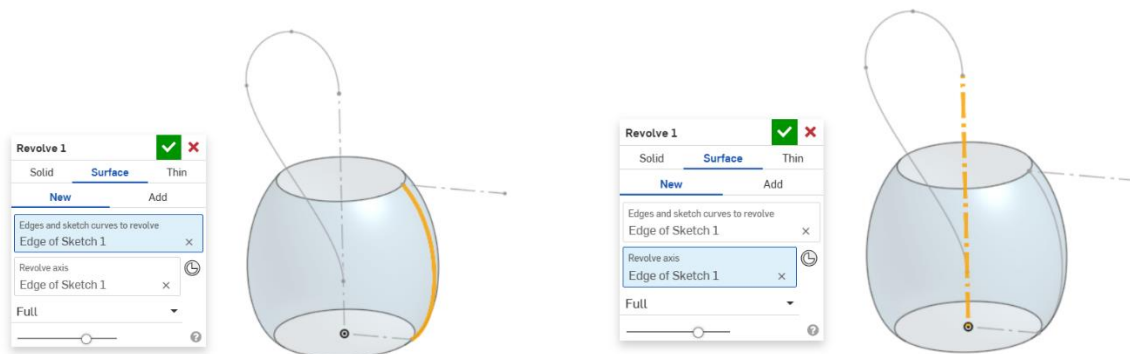 Revolve 1
Solid Surface Thin
New Add
Edges and sketch curves to revolve
Edge of Sketch 1
Revolve axis
Edge of Sketch 1
Full
Revolve 1
Solid Surface Thin
New Add
Edges and sketch curves to revolve
Edge of Sketch 1
Revolve axis
Edge of Sketch 1
Full